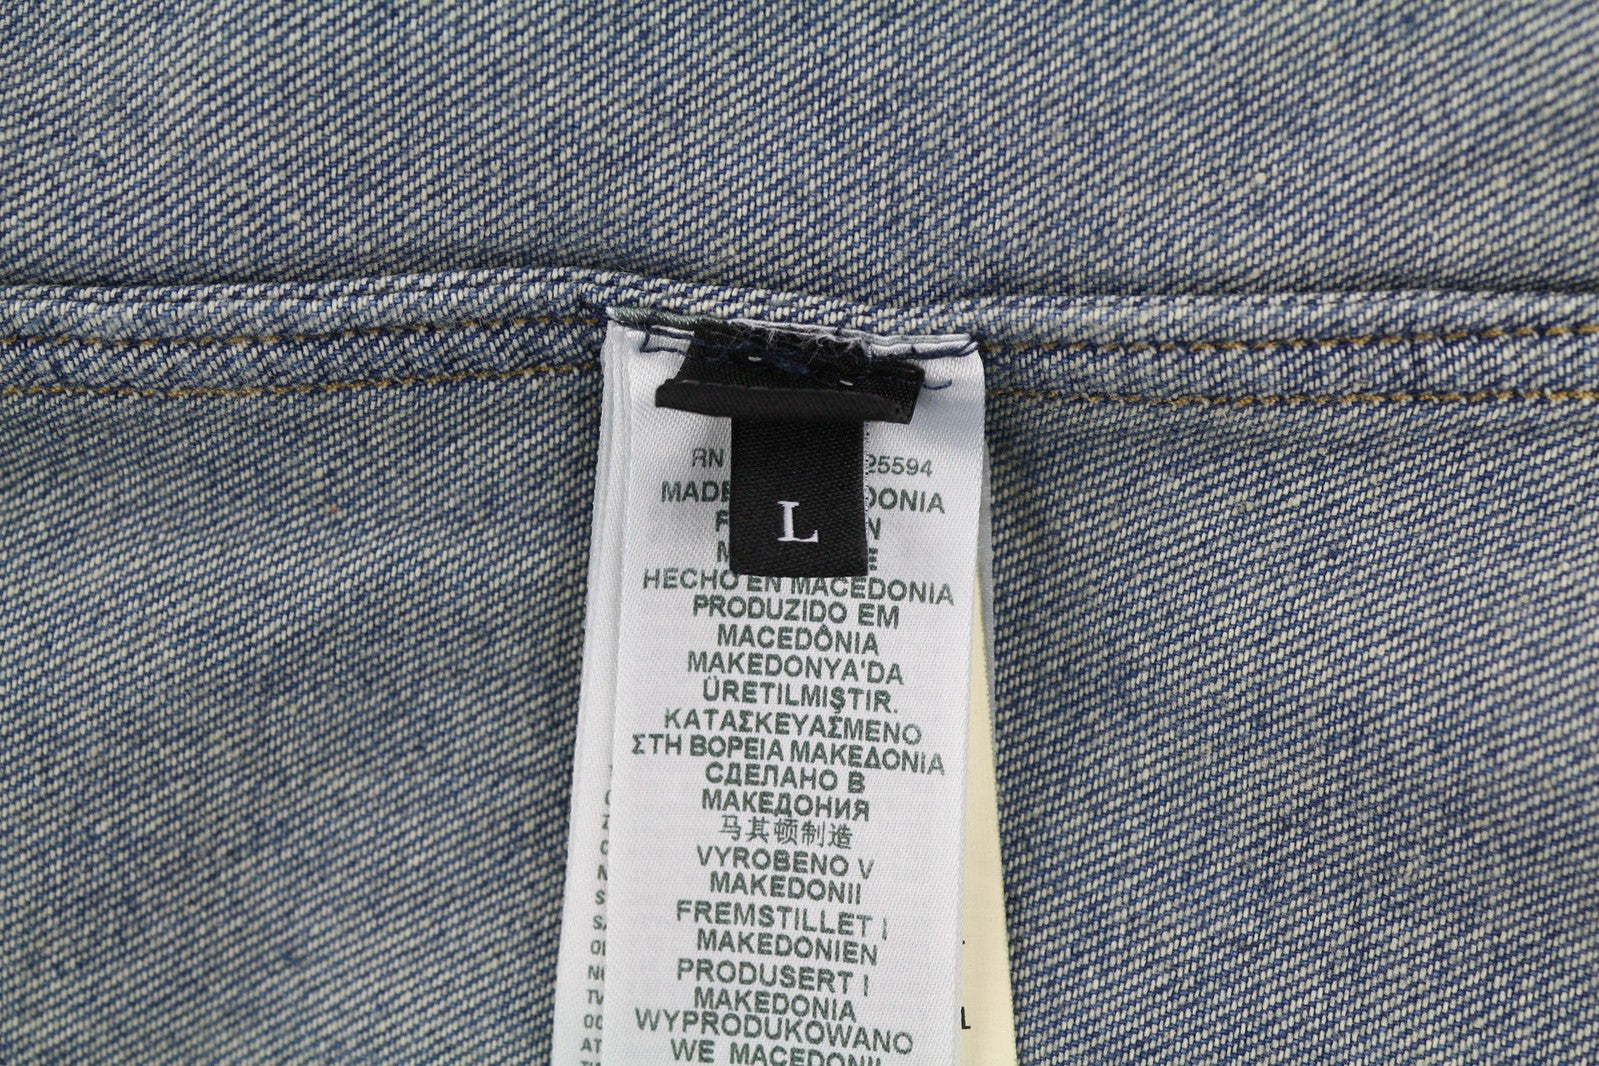 RN 25594
MADE DONIA
L
HECHO EN MACEDONIA
PRODUZIDO EM
MACEDÔNIA
MAKEDONYA'DA
ÜRETILMIŞTIR.
ΚΑΤΑΣΚΕΥΑΣΜΕΝΟ
ΣΤΗ ΒΟΡΕΙΑ ΜΑΚΕΔΟΝΙΑ
СДЕЛАНО В
МАКЕДОНИЯ
马其顿制造
VYROBENO V
MAKEDONII
FREMSTILLET I
MAKEDONIEN
PRODUSERT I
MAKEDONIA
WYPRODUKOWANO
WE MACEDONII